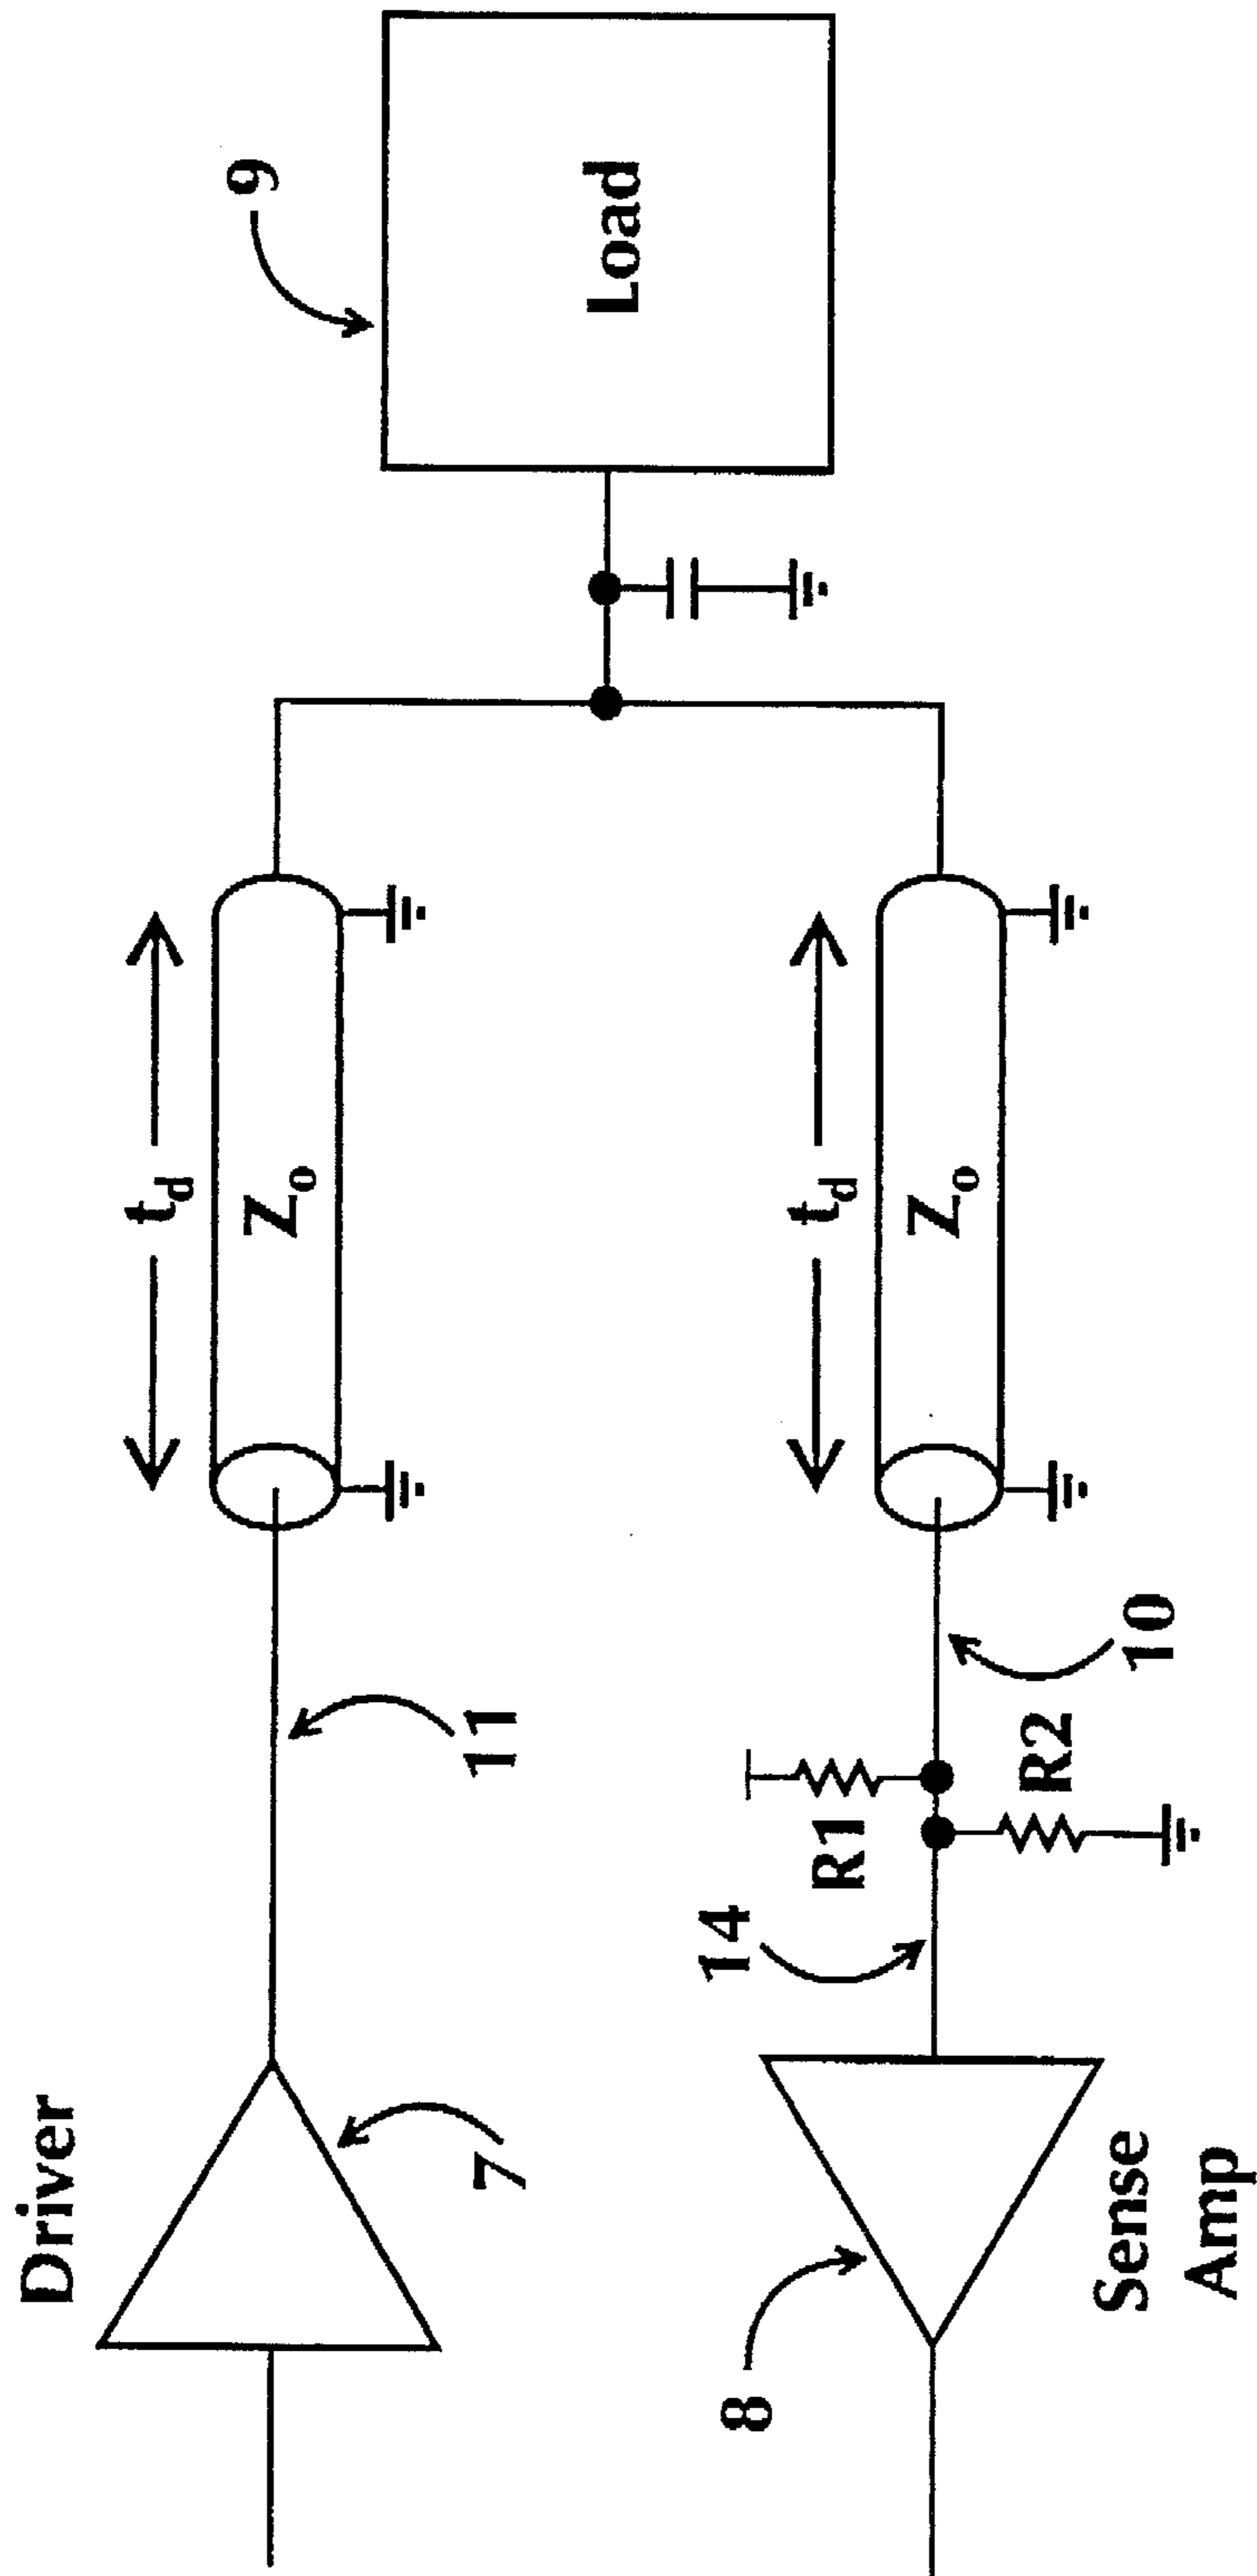 Driver
7
11
t_d
Z_o
9
Load
8
Sense
Amp
14
R1
R2
10
t_d
Z_o